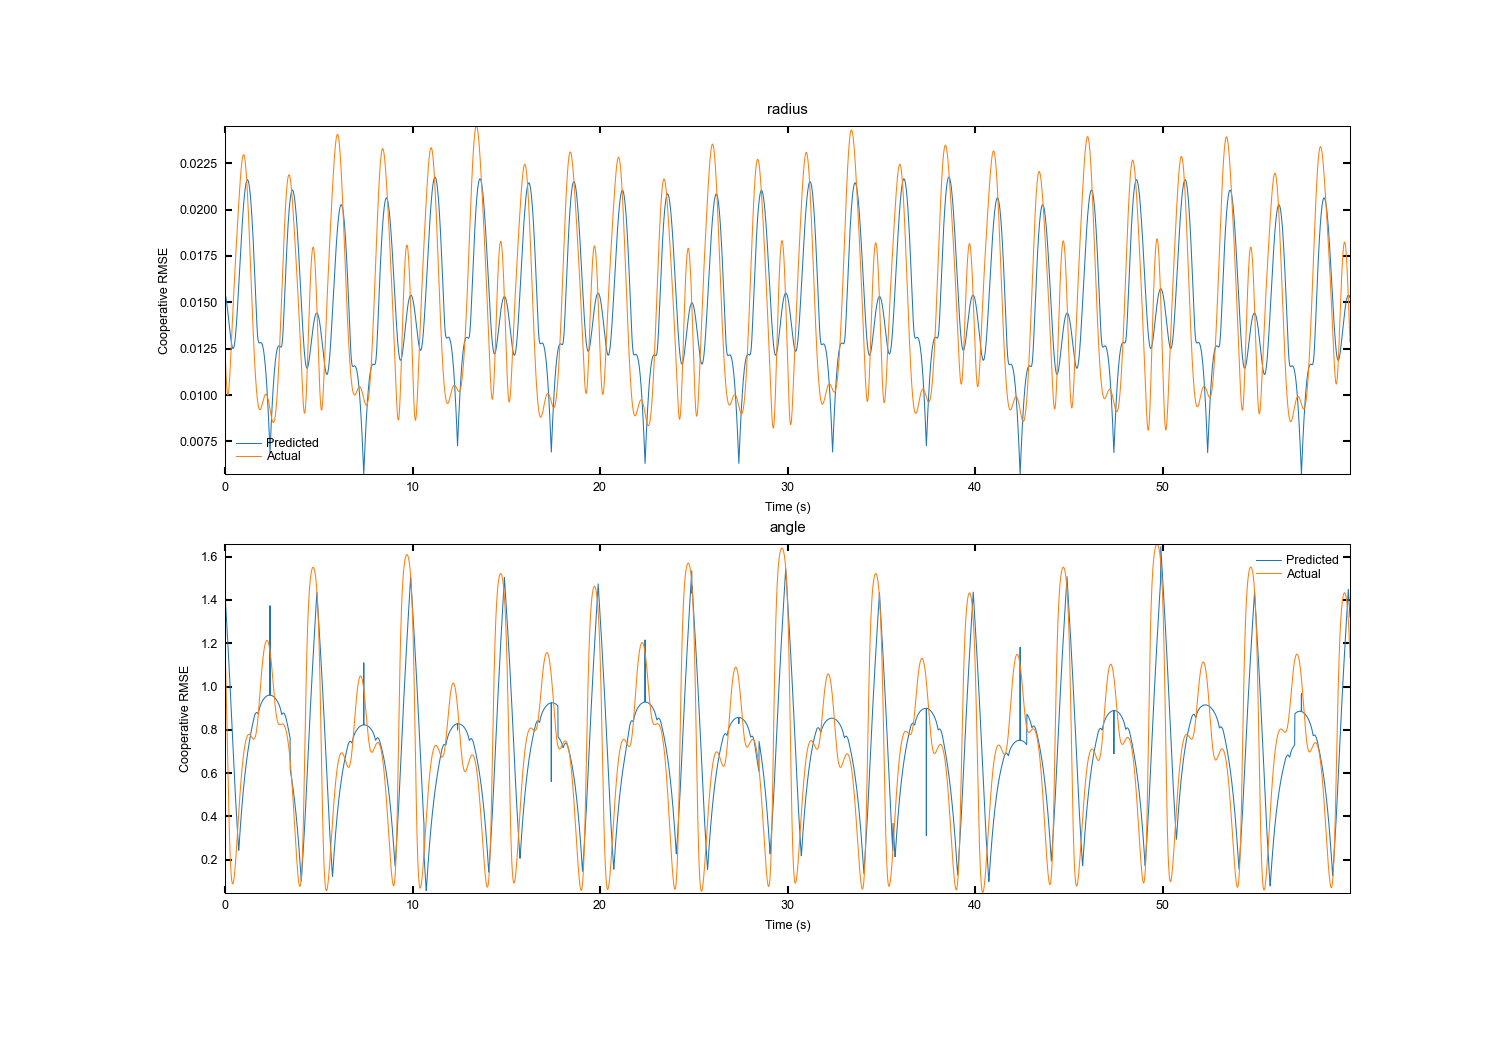 radius
0.0225
0.0200
0.0175
0.0150
0.0125
0.0100
0.0075
Cooperative RMSE
Predicted
Actual
0 10 20 30 40 50
Time (s)
angle
1.6
1.4
1.2
1.0
0.8
0.6
0.4
0.2
Cooperative RMSE
Predicted
Actual
0 10 20 30 40 50
Time (s)